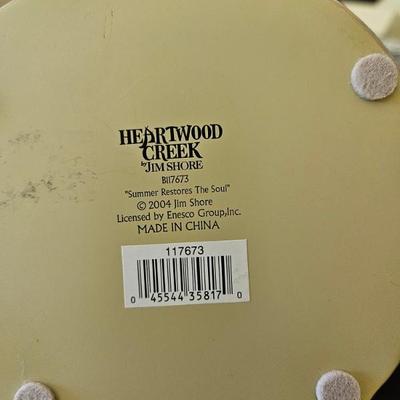 HEARTWOOD
CREEK
by JIM SHORE
B117673
"Summer Restores The Soul"
© 2004 Jim Shore
Licensed by Enesco Group,Inc.
MADE IN CHINA
117673
0 45544 35817 0